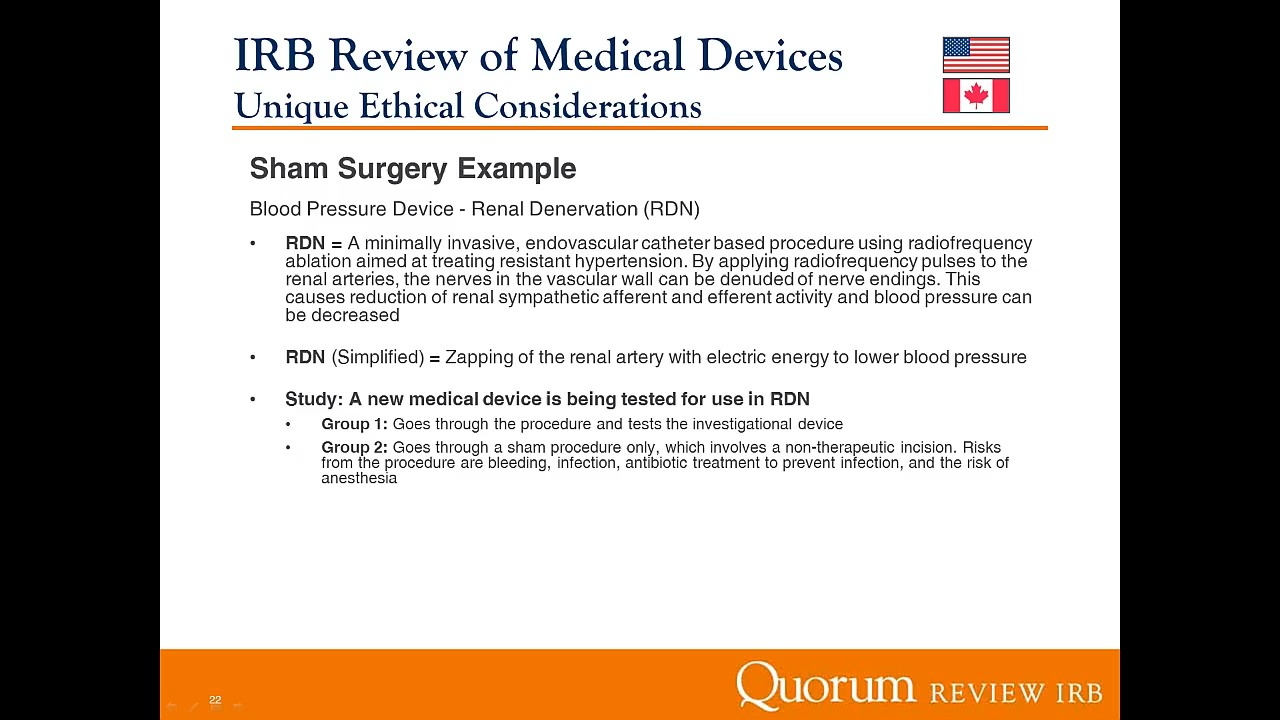 IRB Review of Medical Devices
Unique Ethical Considerations
Sham Surgery Example
Blood Pressure Device - Renal Denervation (RDN)
• RDN = A minimally invasive, endovascular catheter based procedure using radiofrequency
ablation aimed at treating resistant hypertension. By applying radiofrequency pulses to the
renal arteries, the nerves in the vascular wall can be denuded of nerve endings. This
causes reduction of renal sympathetic afferent and efferent activity and blood pressure can
be decreased
• RDN (Simplified) = Zapping of the renal artery with electric energy to lower blood pressure
• Study: A new medical device is being tested for use in RDN
• Group 1: Goes through the procedure and tests the investigational device
• Group 2: Goes through a sham procedure only, which involves a non-therapeutic incision. Risks
from the procedure are bleeding, infection, antibiotic treatment to prevent infection, and the risk of
anesthesia
22
Quorum REVIEW IRB